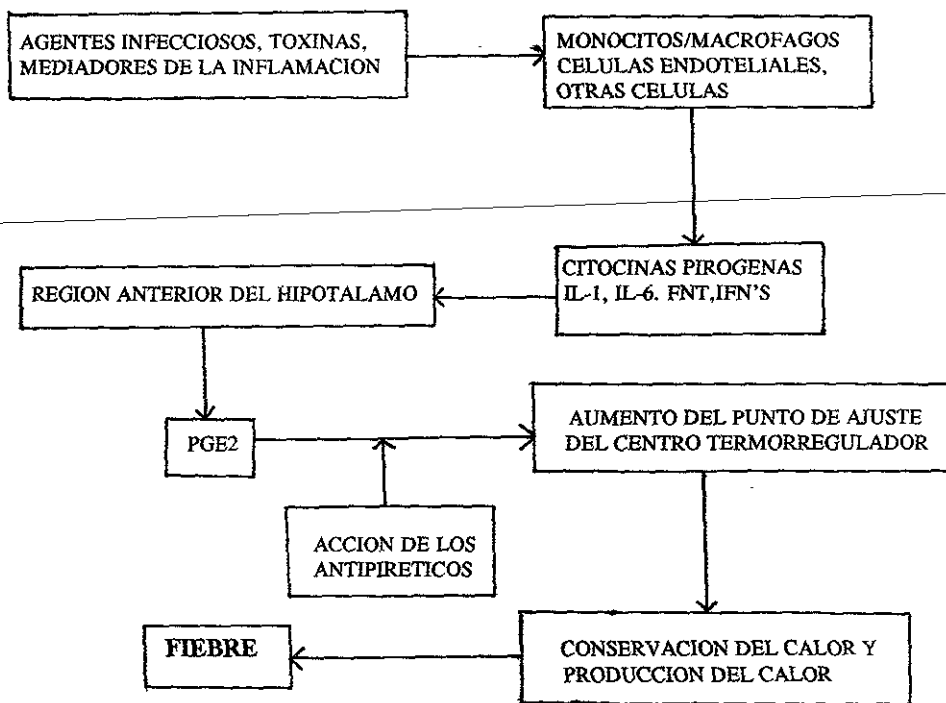 AGENTES INFECCIOSOS, TOXINAS,
MEDIADORES DE LA INFLAMACION
MONOCITOS/MACROFAGOS
CELULAS ENDOTELIALES,
OTRAS CELULAS
CITOCINAS PIROGENAS
IL-1, IL-6. FNT,IFN'S
REGION ANTERIOR DEL HIPOTALAMO
PGE2
AUMENTO DEL PUNTO DE AJUSTE
DEL CENTRO TERMORREGULADOR
ACCION DE LOS
ANTIPIRETICOS
CONSERVACION DEL CALOR Y
PRODUCCION DEL CALOR
FIEBRE